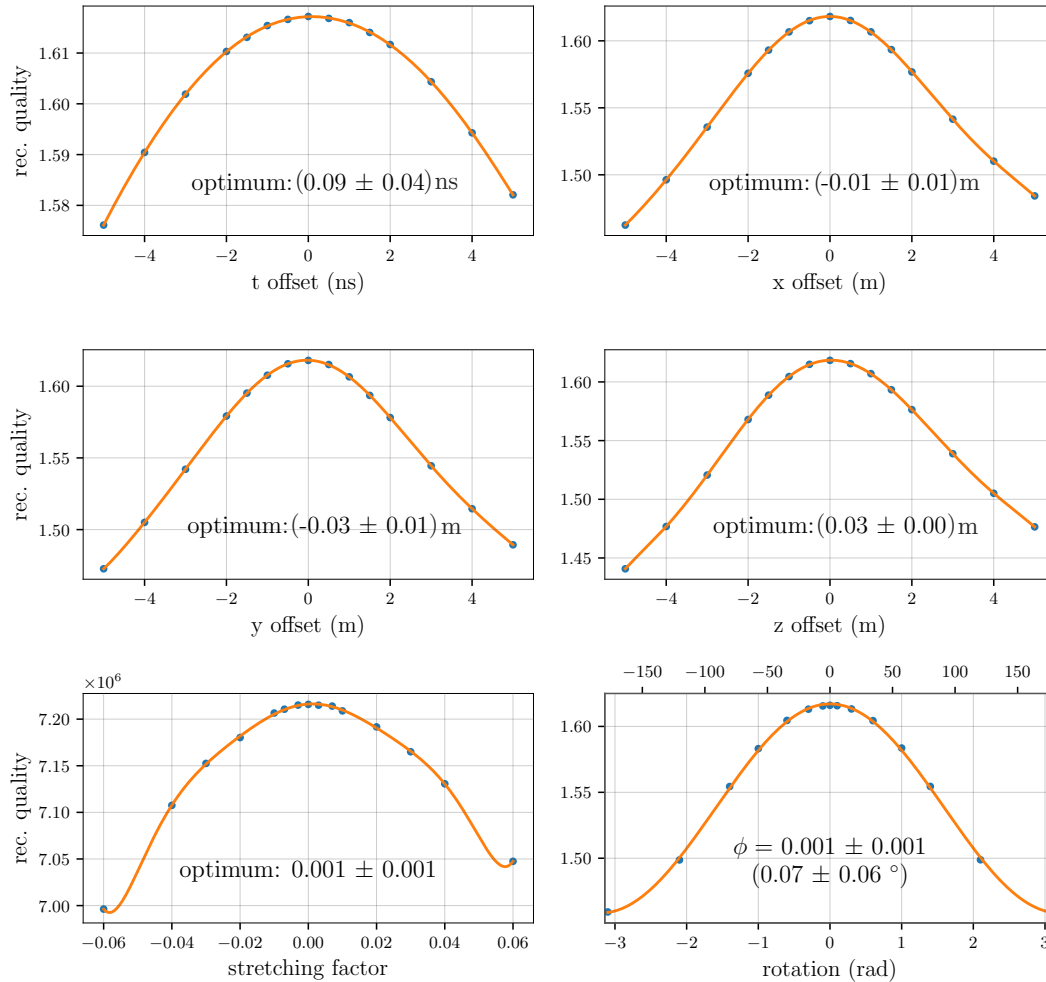 rec. quality
1.61
1.60
1.59
1.58
optimum: (0.09 ± 0.04) ns
−4 −2 0 2 4
t offset (ns)
1.60
1.55
1.50
optimum: (-0.01 ± 0.01) m
−4 −2 0 2 4
x offset (m)
rec. quality
1.60
1.55
1.50
optimum: (-0.03 ± 0.01) m
−4 −2 0 2 4
y offset (m)
1.60
1.55
1.50
1.45
optimum: (0.03 ± 0.00) m
−4 −2 0 2 4
z offset (m)
×10⁶
rec. quality
7.20
7.15
7.10
7.05
7.00
optimum: 0.001 ± 0.001
−0.06 −0.04 −0.02 0.00 0.02 0.04 0.06
stretching factor
−150 −100 −50 0 50 100 150
1.60
1.55
1.50
ϕ = 0.001 ± 0.001
(0.07 ± 0.06 °)
−3 −2 −1 0 1 2 3
rotation (rad)